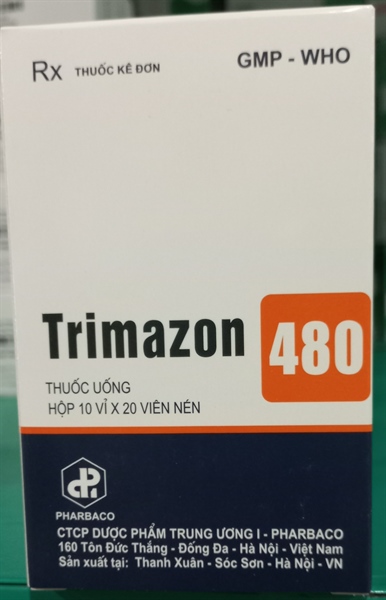 Rx THUỐC KÊ ĐƠN
GMP - WHO
Trimazon 480
THUỐC UỐNG
HỘP 10 VỈ X 20 VIÊN NÉN
PHARBACO
CTCP DƯỢC PHẨM TRUNG ƯƠNG I - PHARBACO
160 Tôn Đức Thắng - Đống Đa - Hà Nội - Việt Nam
Sản xuất tại: Thanh Xuân - Sóc Sơn - Hà Nội - VN